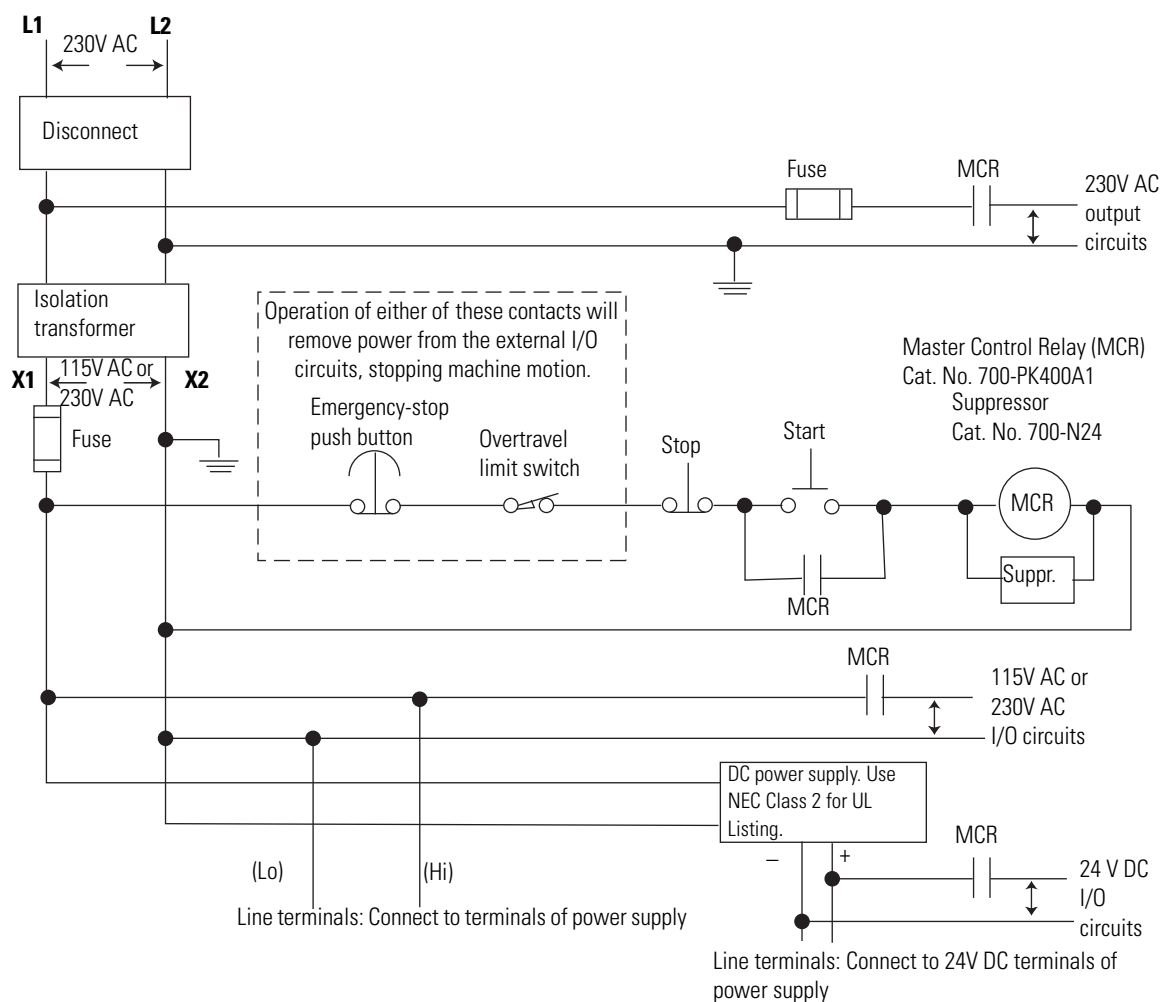 L1
L2
230V AC
Disconnect
Fuse
MCR
230V AC
output
circuits
Isolation
transformer
Operation of either of these contacts will
remove power from the external I/O
circuits, stopping machine motion.
X1
115V AC or
230V AC
X2
Fuse
Emergency-stop
push button
Overtravel
limit switch
Stop
Start
Master Control Relay (MCR)
Cat. No. 700-PK400A1
Suppressor
Cat. No. 700-N24
MCR
Suppr.
MCR
MCR
115V AC or
230V AC
I/O circuits
DC power supply. Use
NEC Class 2 for UL
Listing.
– +
MCR
24 V DC
I/O
circuits
(Lo)
(Hi)
Line terminals: Connect to terminals of power supply
Line terminals: Connect to 24V DC terminals of
power supply